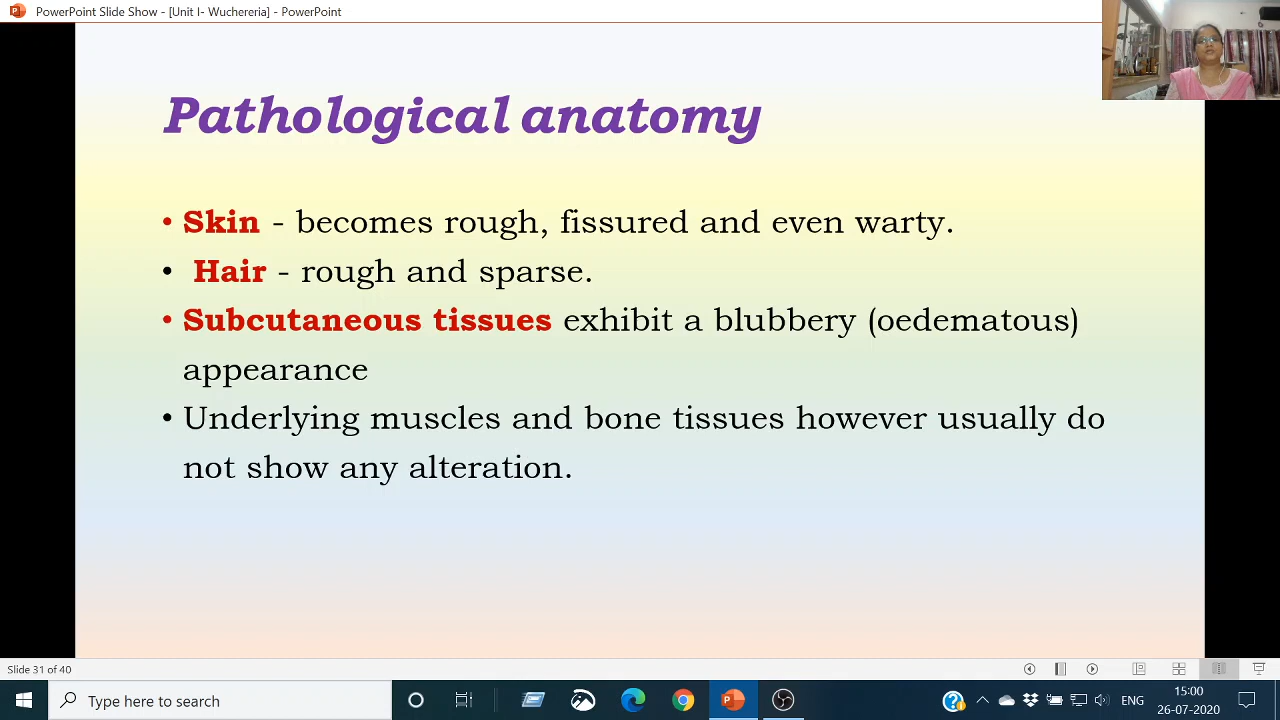 PowerPoint Slide Show - [Unit I- Wuchereria] - PowerPoint
Pathological anatomy
• Skin - becomes rough, fissured and even warty.
• Hair - rough and sparse.
• Subcutaneous tissues exhibit a blubbery (oedematous)
appearance
• Underlying muscles and bone tissues however usually do
not show any alteration.
Slide 31 of 40
Type here to search
ENG
15:00
26-07-2020